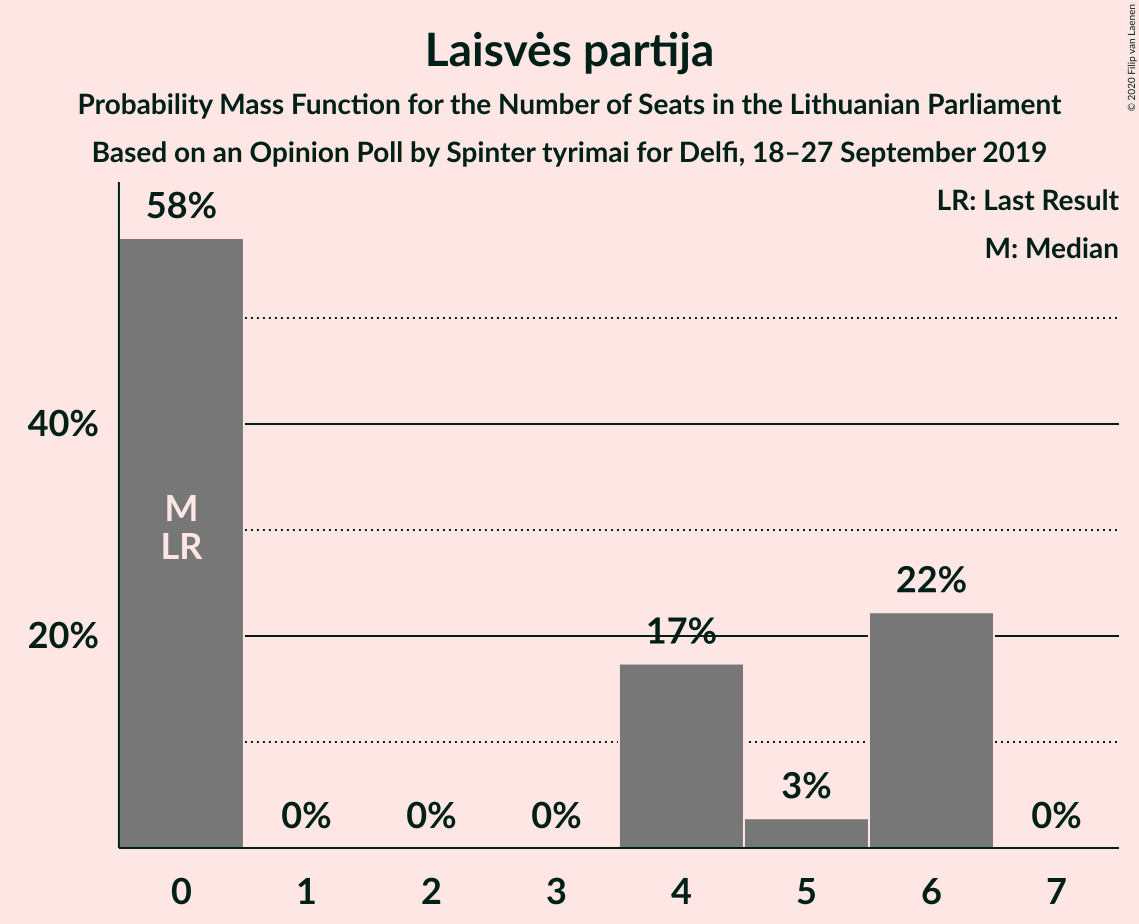 Laisvės partija
Probability Mass Function for the Number of Seats in the Lithuanian Parliament
Based on an Opinion Poll by Spinter tyrimai for Delfi, 18–27 September 2019
© 2020 Filip van Laenen
LR: Last Result
M: Median
58%
40%
M
LR
22%
17%
20%
3%
0%
0%
0%
0%
0
1
2
3
4
5
6
7